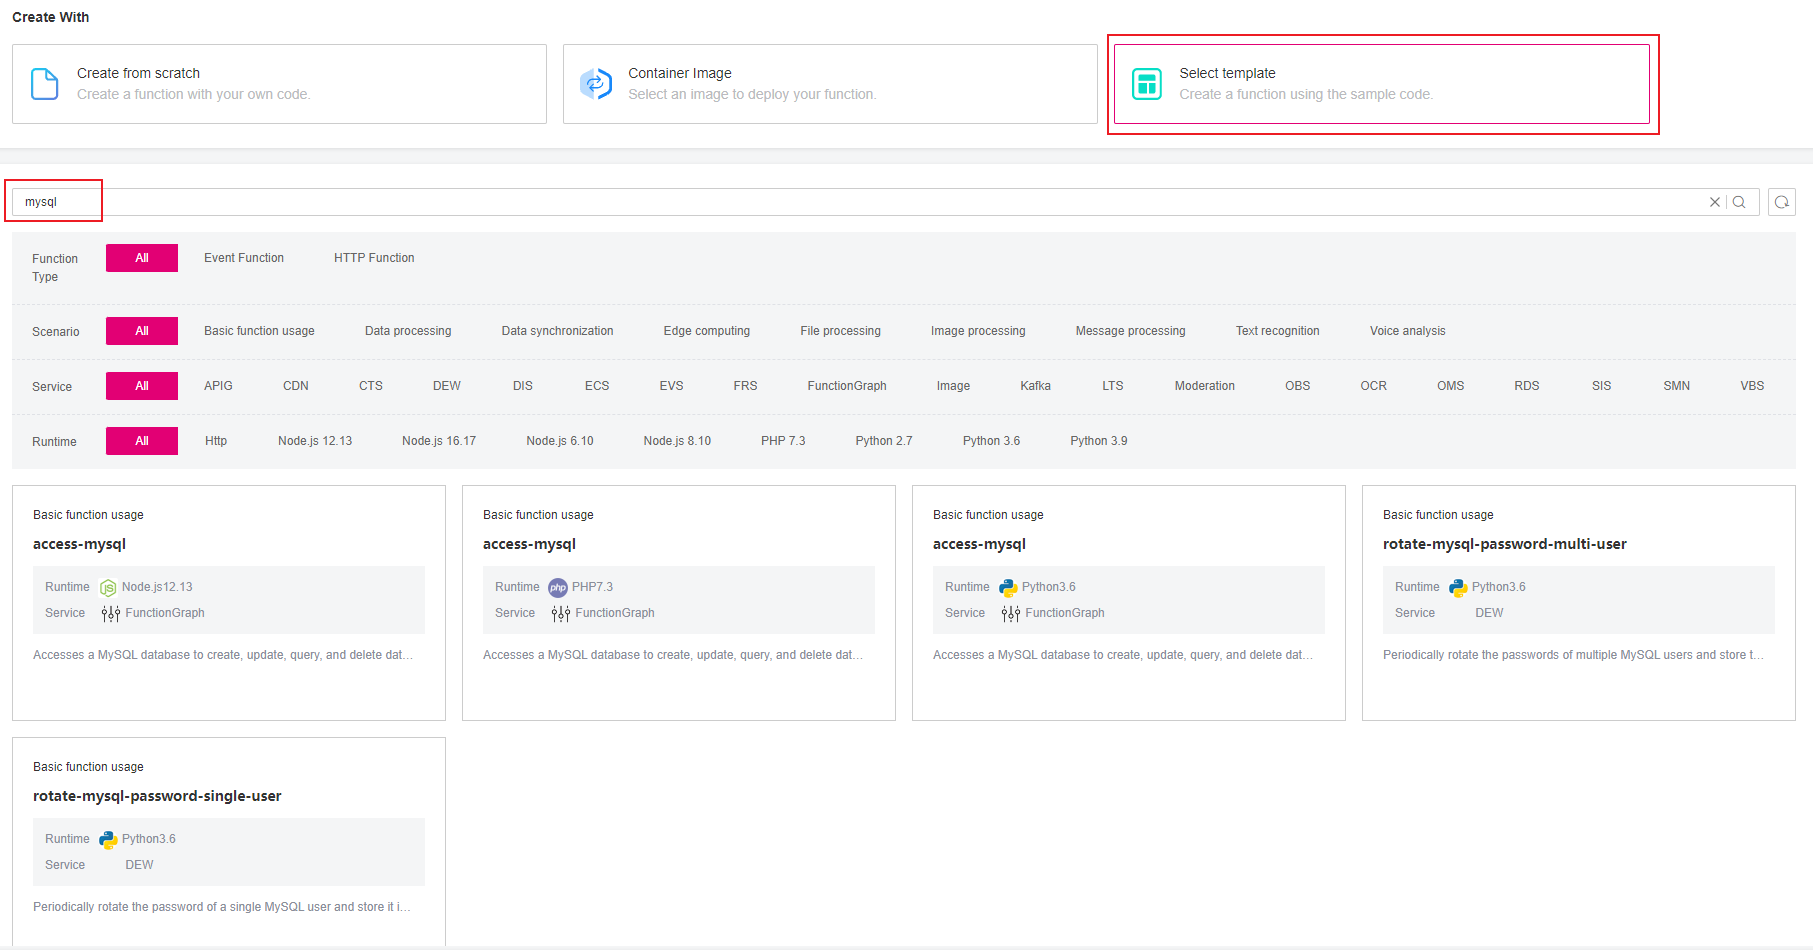 Create With
Create from scratch
Create a function with your own code.
Container Image
Select an image to deploy your function.
Select template
Create a function using the sample code.
mysql
Function Type All Event Function HTTP Function
Scenario All Basic function usage Data processing Data synchronization Edge computing File processing Image processing Message processing Text recognition Voice analysis
Service All APIG CDN CTS DEW DIS ECS EVS FRS FunctionGraph Image Kafka LTS Moderation OBS OCR OMS RDS SIS SMN VBS
Runtime All Http Node.js 12.13 Node.js 16.17 Node.js 6.10 Node.js 8.10 PHP 7.3 Python 2.7 Python 3.6 Python 3.9
Basic function usage
access-mysql
Runtime JS Node.js12.13
Service FunctionGraph
Accesses a MySQL database to create, update, query, and delete dat...
Basic function usage
access-mysql
Runtime php PHP7.3
Service FunctionGraph
Accesses a MySQL database to create, update, query, and delete dat...
Basic function usage
access-mysql
Runtime Python3.6
Service FunctionGraph
Accesses a MySQL database to create, update, query, and delete dat...
Basic function usage
rotate-mysql-password-multi-user
Runtime Python3.6
Service DEW
Periodically rotate the passwords of multiple MySQL users and store t...
Basic function usage
rotate-mysql-password-single-user
Runtime Python3.6
Service DEW
Periodically rotate the password of a single MySQL user and store it i...